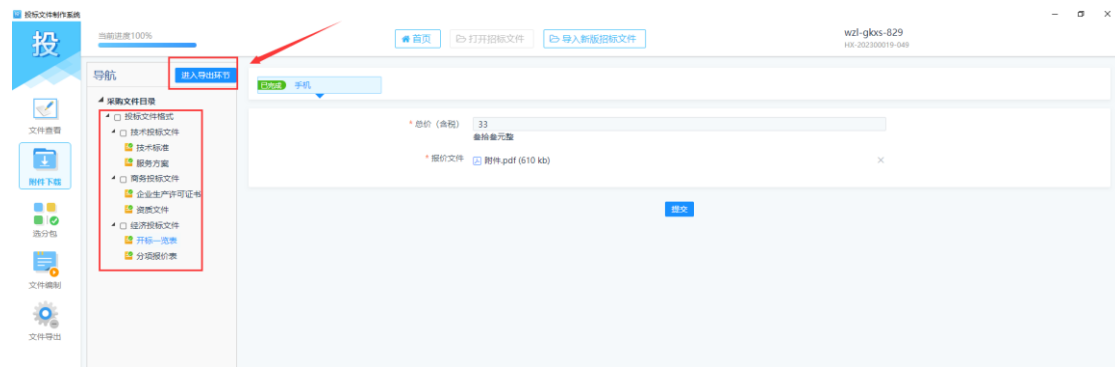 投标文件制作系统
投
当前进度100%
首页
打开招标文件
导入新版招标文件
wzl-gkxs-829
HX-202300019-049
导航
进入导出环节
采购文件目录
投标文件格式
技术投标文件
技术标准
服务方案
商务投标文件
企业生产许可证书
资质文件
经济投标文件
开标一览表
分项报价表
文件查看
附件下载
选分包
文件编制
文件导出
已完成 手机
* 总价（含税） 33
叁拾叁元整
* 报价文件 附件.pdf (610 kb)
提交